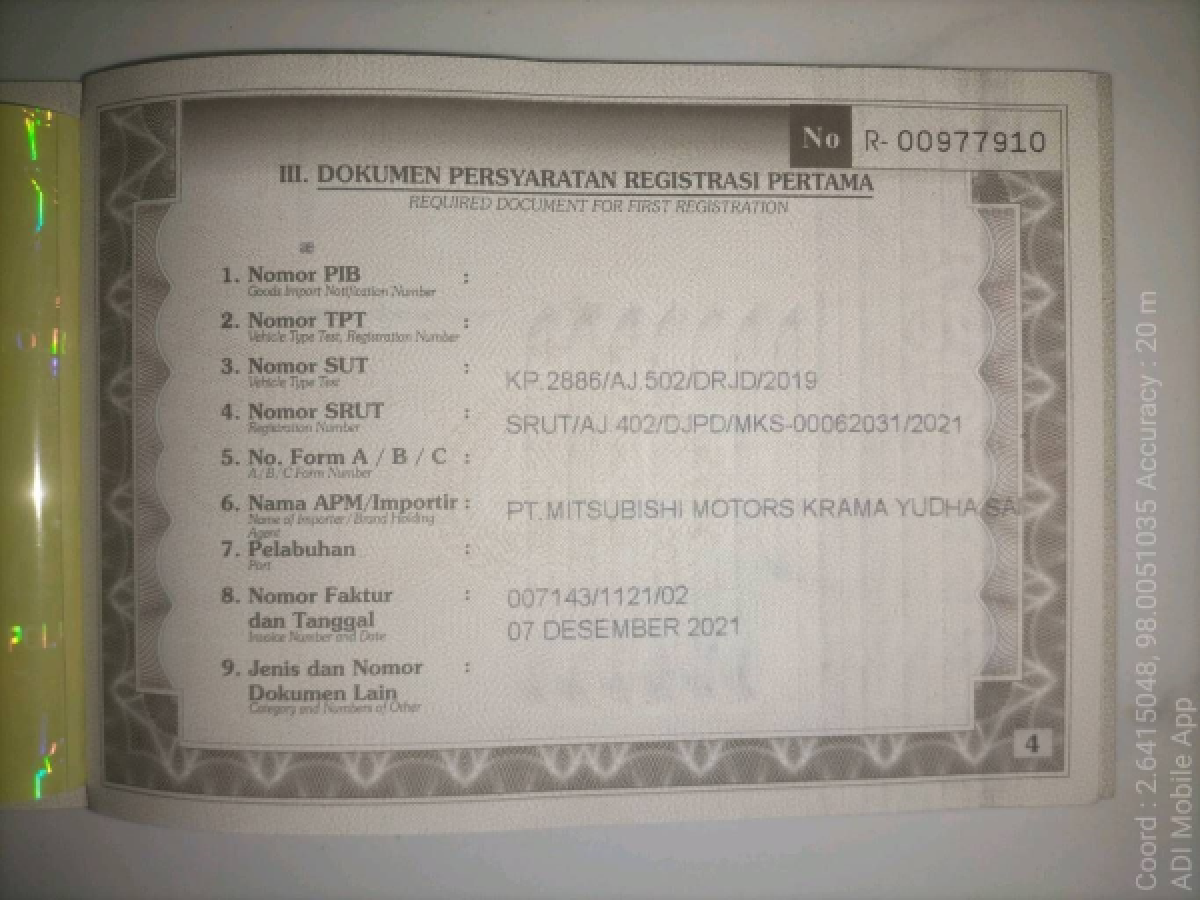 No R- 00977910
III. DOKUMEN PERSYARATAN REGISTRASI PERTAMA
REQUIRED DOCUMENT FOR FIRST REGISTRATION
æ
1. Nomor PIB :
Goods Import Notification Number
2. Nomor TPT :
Vehicle Type Test, Registration Number
3. Nomor SUT : KP.2886/AJ.502/DRJD/2019
Vehicle Type Test
4. Nomor SRUT : SRUT/AJ.402/DJPD/MKS-00062031/2021
Registration Number
5. No. Form A / B / C :
A / B / C Form Number
6. Nama APM/Importir : PT.MITSUBISHI MOTORS KRAMA YUDHA SA
Name of Importer / Brand Holding
Agent
7. Pelabuhan :
Port
8. Nomor Faktur : 007143/1121/02
dan Tanggal 07 DESEMBER 2021
Invoice Number and Date
9. Jenis dan Nomor :
Dokumen Lain
Category and Numbers of Other
4
Coord : 2.6415048, 98.0051035 Accuracy : 20 m
ADI Mobile App